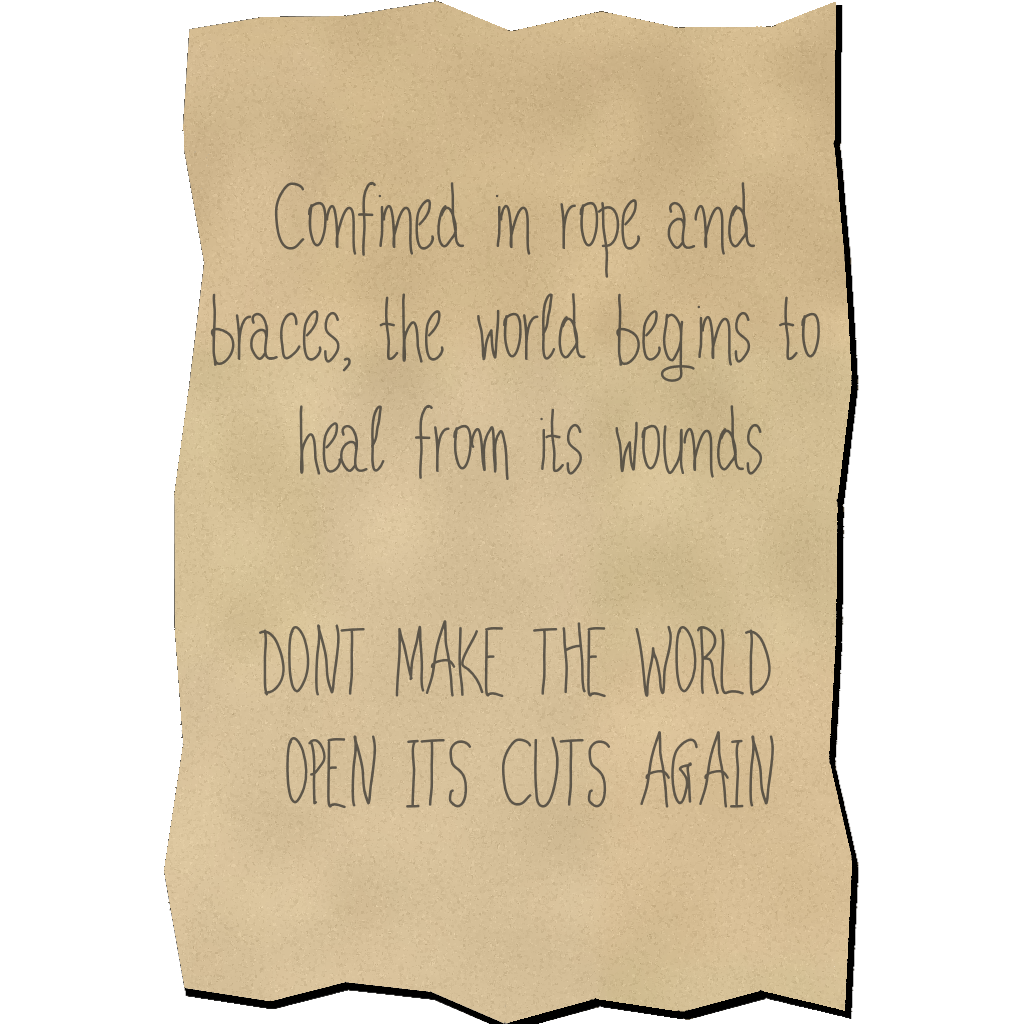 Confined in rope and
braces, the world begins to
heal from its wounds
DONT MAKE THE WORLD
OPEN ITS CUTS AGAIN